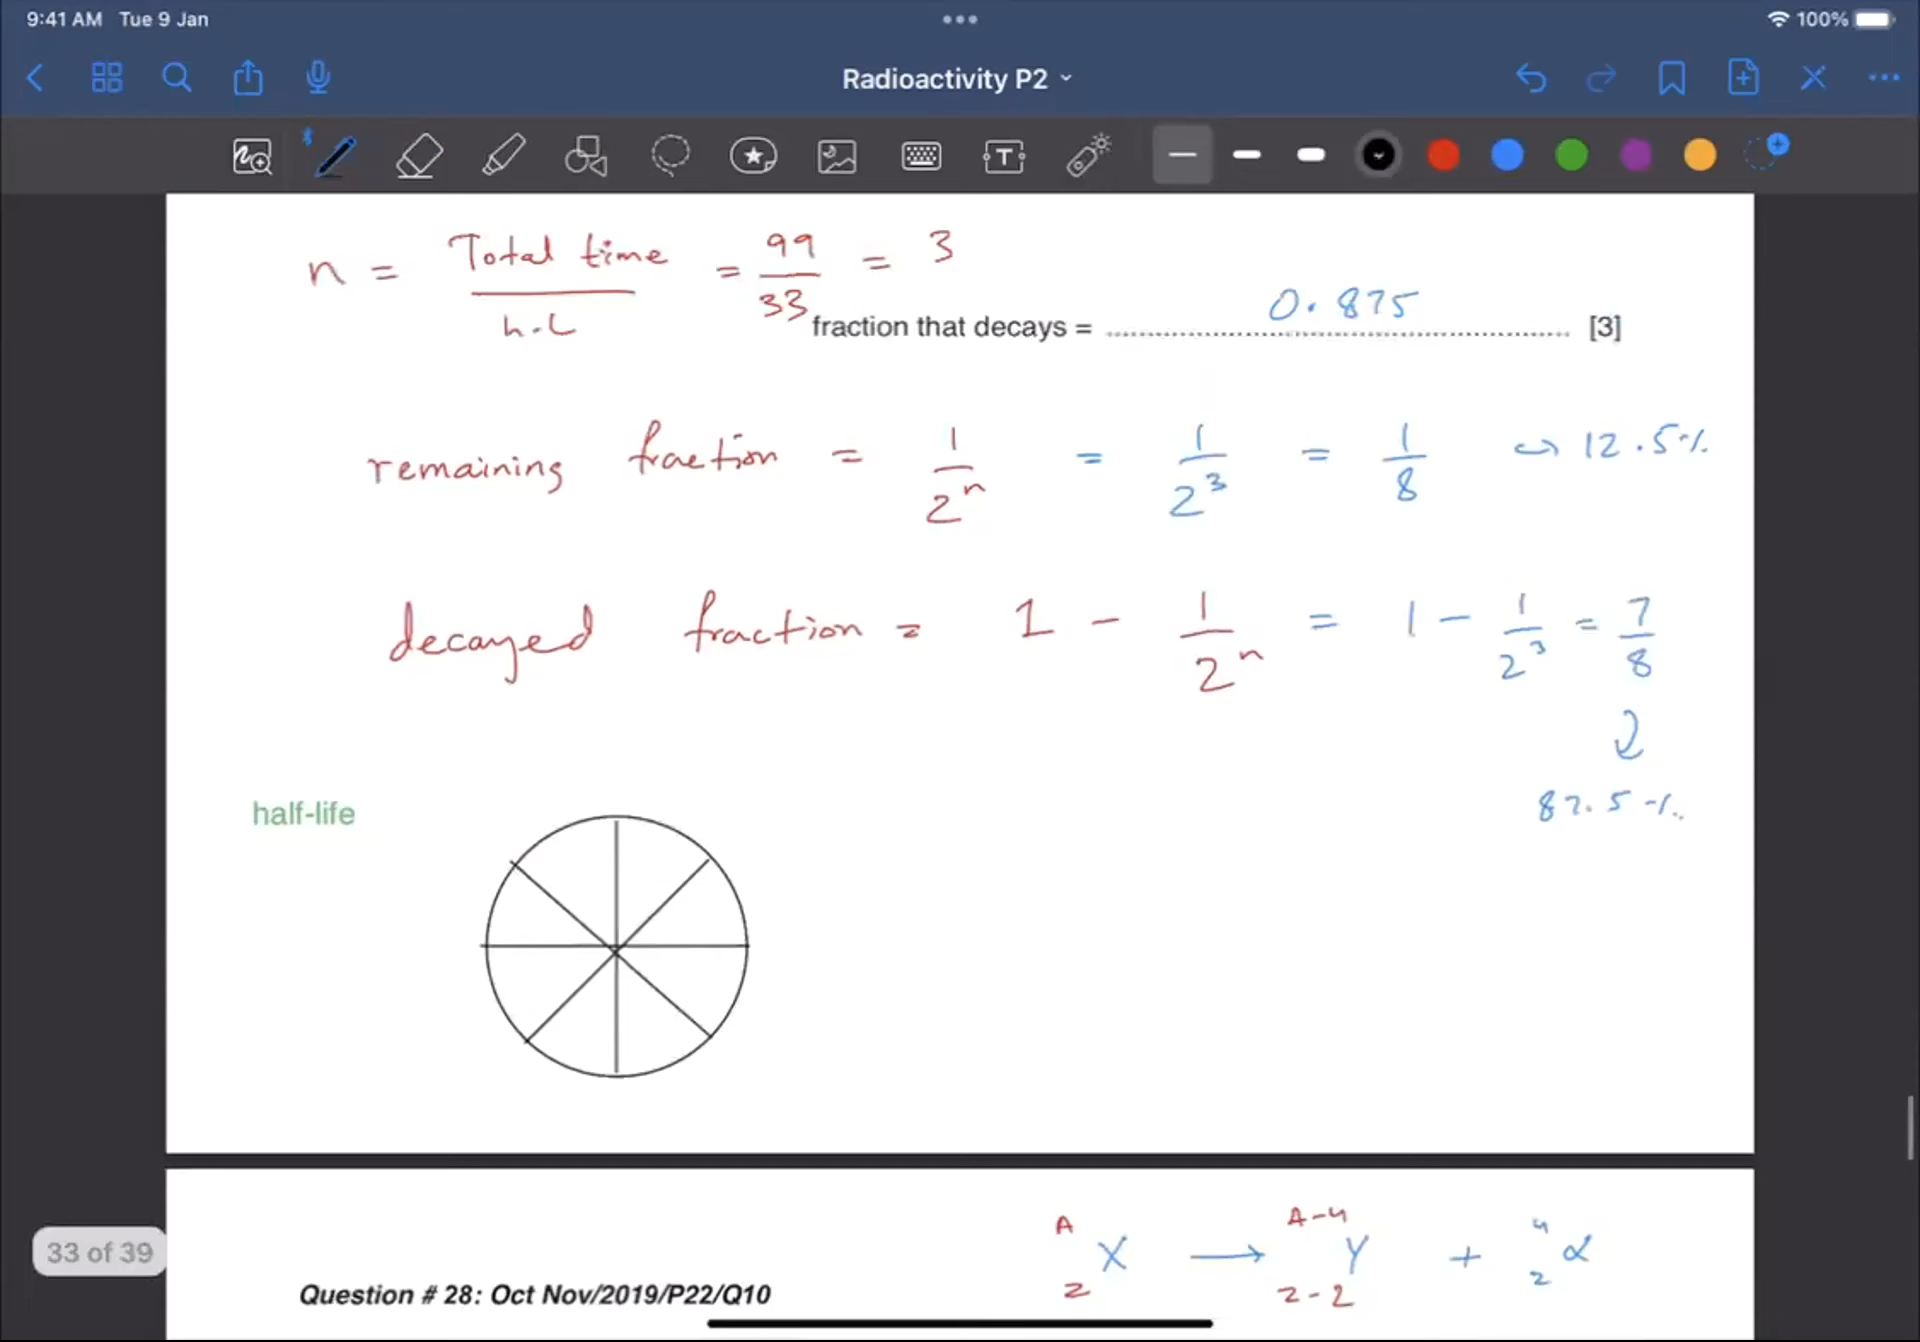 9:41 AM Tue 9 Jan
100%
Radioactivity P2
n = Total time / h.L = 99/33 = 3
fraction that decays = 0.875 [3]
remaining fraction = 1/2^n = 1/2^3 = 1/8 ↪ 12.5%
decayed fraction = 1 - 1/2^n = 1 - 1/2^3 = 7/8
87.5%
half-life
33 of 39
A Z X → A-4 Z-2 Y + 4 2 α
Question # 28: Oct Nov/2019/P22/Q10